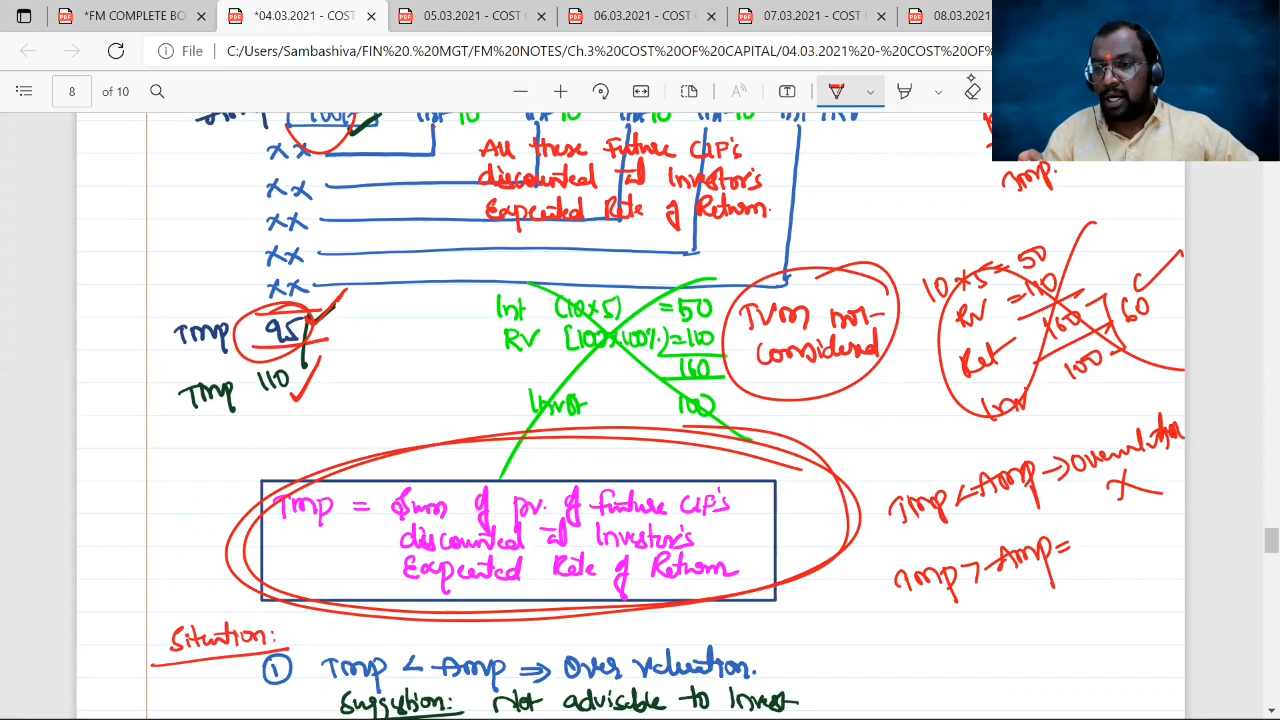 *FM COMPLETE BO
*04.03.2021 - COST
05.03.2021 - COST
06.03.2021 - COST
07.03.2021 - COST
08.03.2021
File
C:/Users/Sambashiva/FIN%20.%20MGT/FM%20NOTES/Ch.3%20COST%20OF%20CAPITAL/04.03.2021%20-%20COST%20OF%
8 of 10
All these Future CIF's
discounted at Investor's
Expected Rate of Return.
xx
xx
xx
xx
xx
TMP.
TMP 95
TMP 110
Int (10x5) = 50
RV [100x110%] = 110
160
Invst 100
TVM not
considered
10x5 = 50
RV = 110
160
60
Ret
100
Inv
TMP = Sum of pv. of Future CIF's
discounted at Investor's
Expected Rate of Return
TMP < AMP → Overvaluation
X
TMP > AMP =
Situation:
① TMP < AMP ⇒ Over Valuation.
Suggestion: Not advisable to Invest